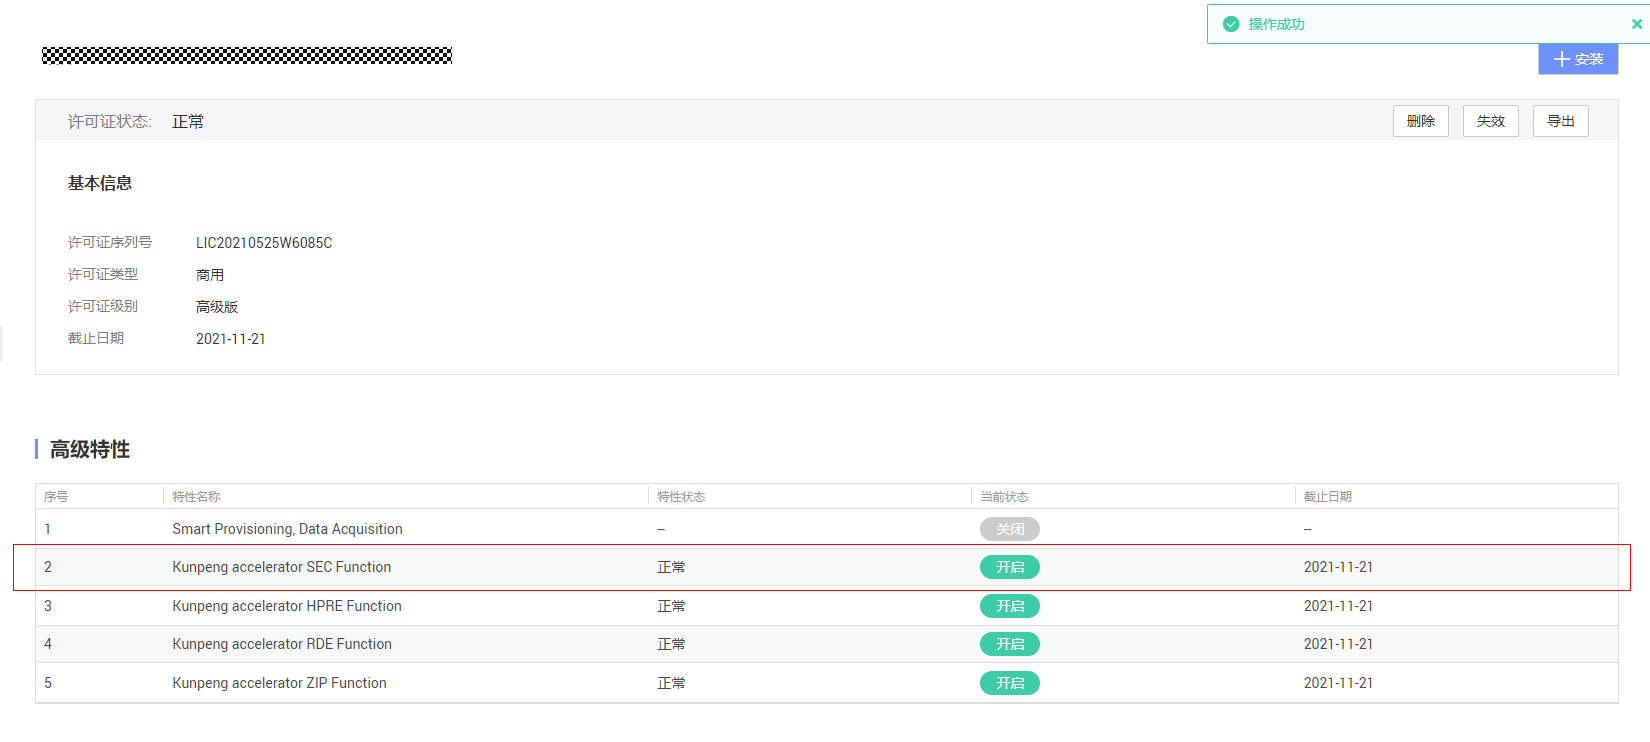 操作成功
安装
许可证状态: 正常 删除 失效 导出
基本信息
许可证序列号 LIC20210525W6085C
许可证类型 商用
许可证级别 高级版
截止日期 2021-11-21
高级特性
序号 特性名称 特性状态 当前状态 截止日期
1 Smart Provisioning, Data Acquisition -- 关闭 --
2 Kunpeng accelerator SEC Function 正常 开启 2021-11-21
3 Kunpeng accelerator HPRE Function 正常 开启 2021-11-21
4 Kunpeng accelerator RDE Function 正常 开启 2021-11-21
5 Kunpeng accelerator ZIP Function 正常 开启 2021-11-21